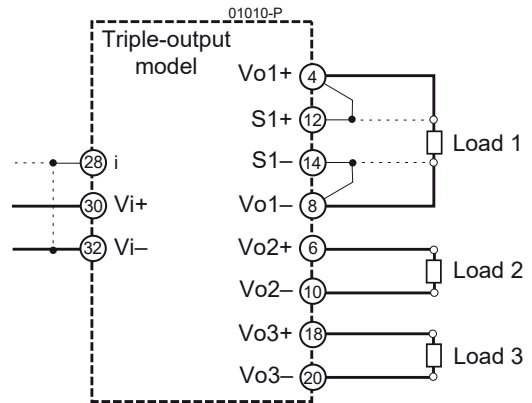 01010-P
Triple-output
model
Vo1+ 4
S1+ 12
Load 1
S1– 14
28 i
30 Vi+
Vo1– 8
32 Vi–
Vo2+ 6
Load 2
Vo2– 10
Vo3+ 18
Load 3
Vo3– 20